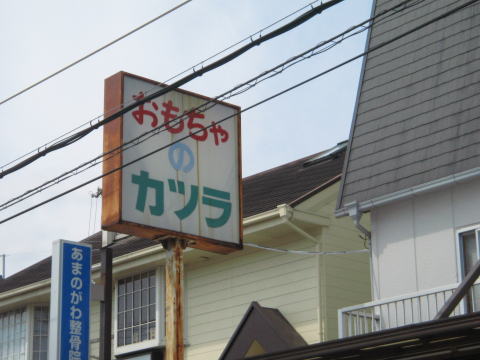 おもちゃ
の
カツラ
あまのがわ整骨院